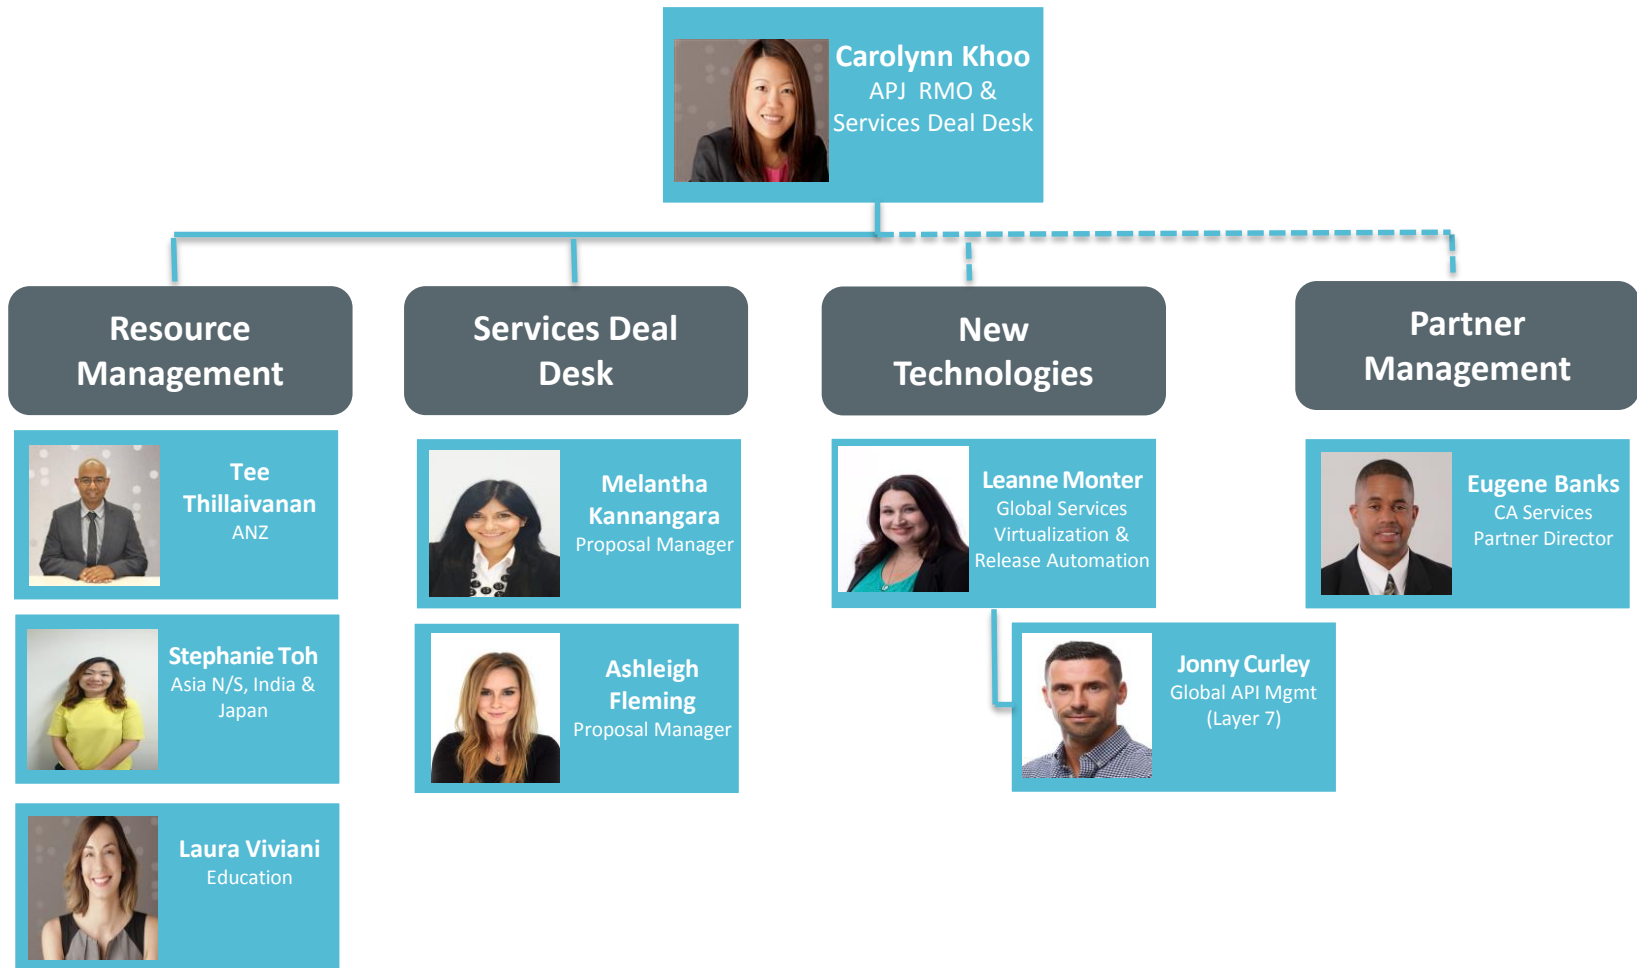 Carolynn Khoo
APJ RMO &
Services Deal Desk
Resource
Management
Services Deal
Desk
New
Technologies
Partner
Management
Tee
Thillaivanan
ANZ
Stephanie Toh
Asia N/S, India &
Japan
Laura Viviani
Education
Melantha
Kannangara
Proposal Manager
Ashleigh
Fleming
Proposal Manager
Leanne Monter
Global Services
Virtualization &
Release Automation
Jonny Curley
Global API Mgmt
(Layer 7)
Eugene Banks
CA Services
Partner Director